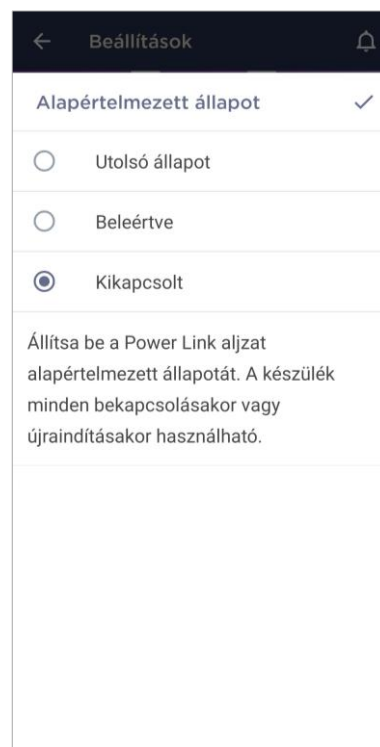 Beállítások
Alapértelmezett állapot
Utolsó állapot
Beleértve
Kikapcsolt
Állítsa be a Power Link aljzat
alapértelmezett állapotát. A készülék
minden bekapcsolásakor vagy
újraindításakor használható.